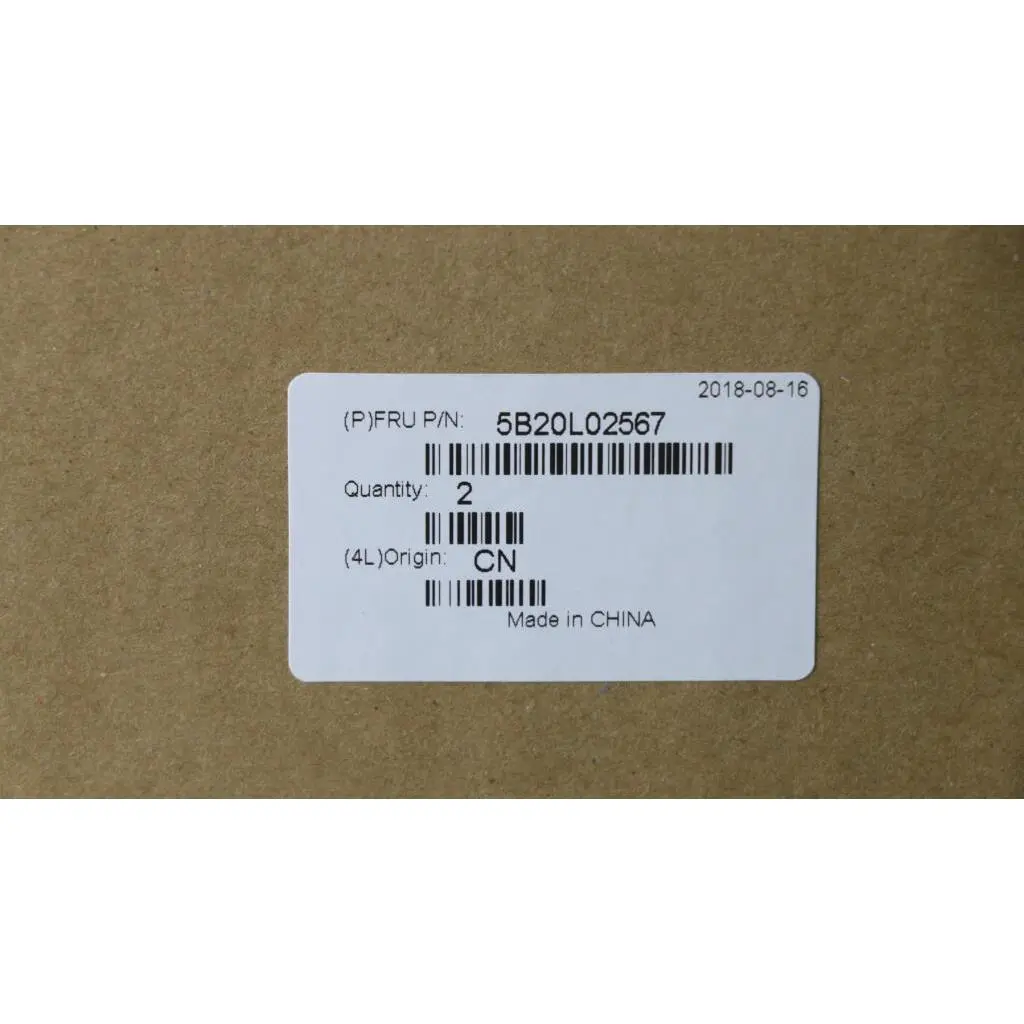 2018-08-16
(P)FRU P/N: 5B20L02567
Quantity: 2
(4L)Origin: CN
Made in CHINA